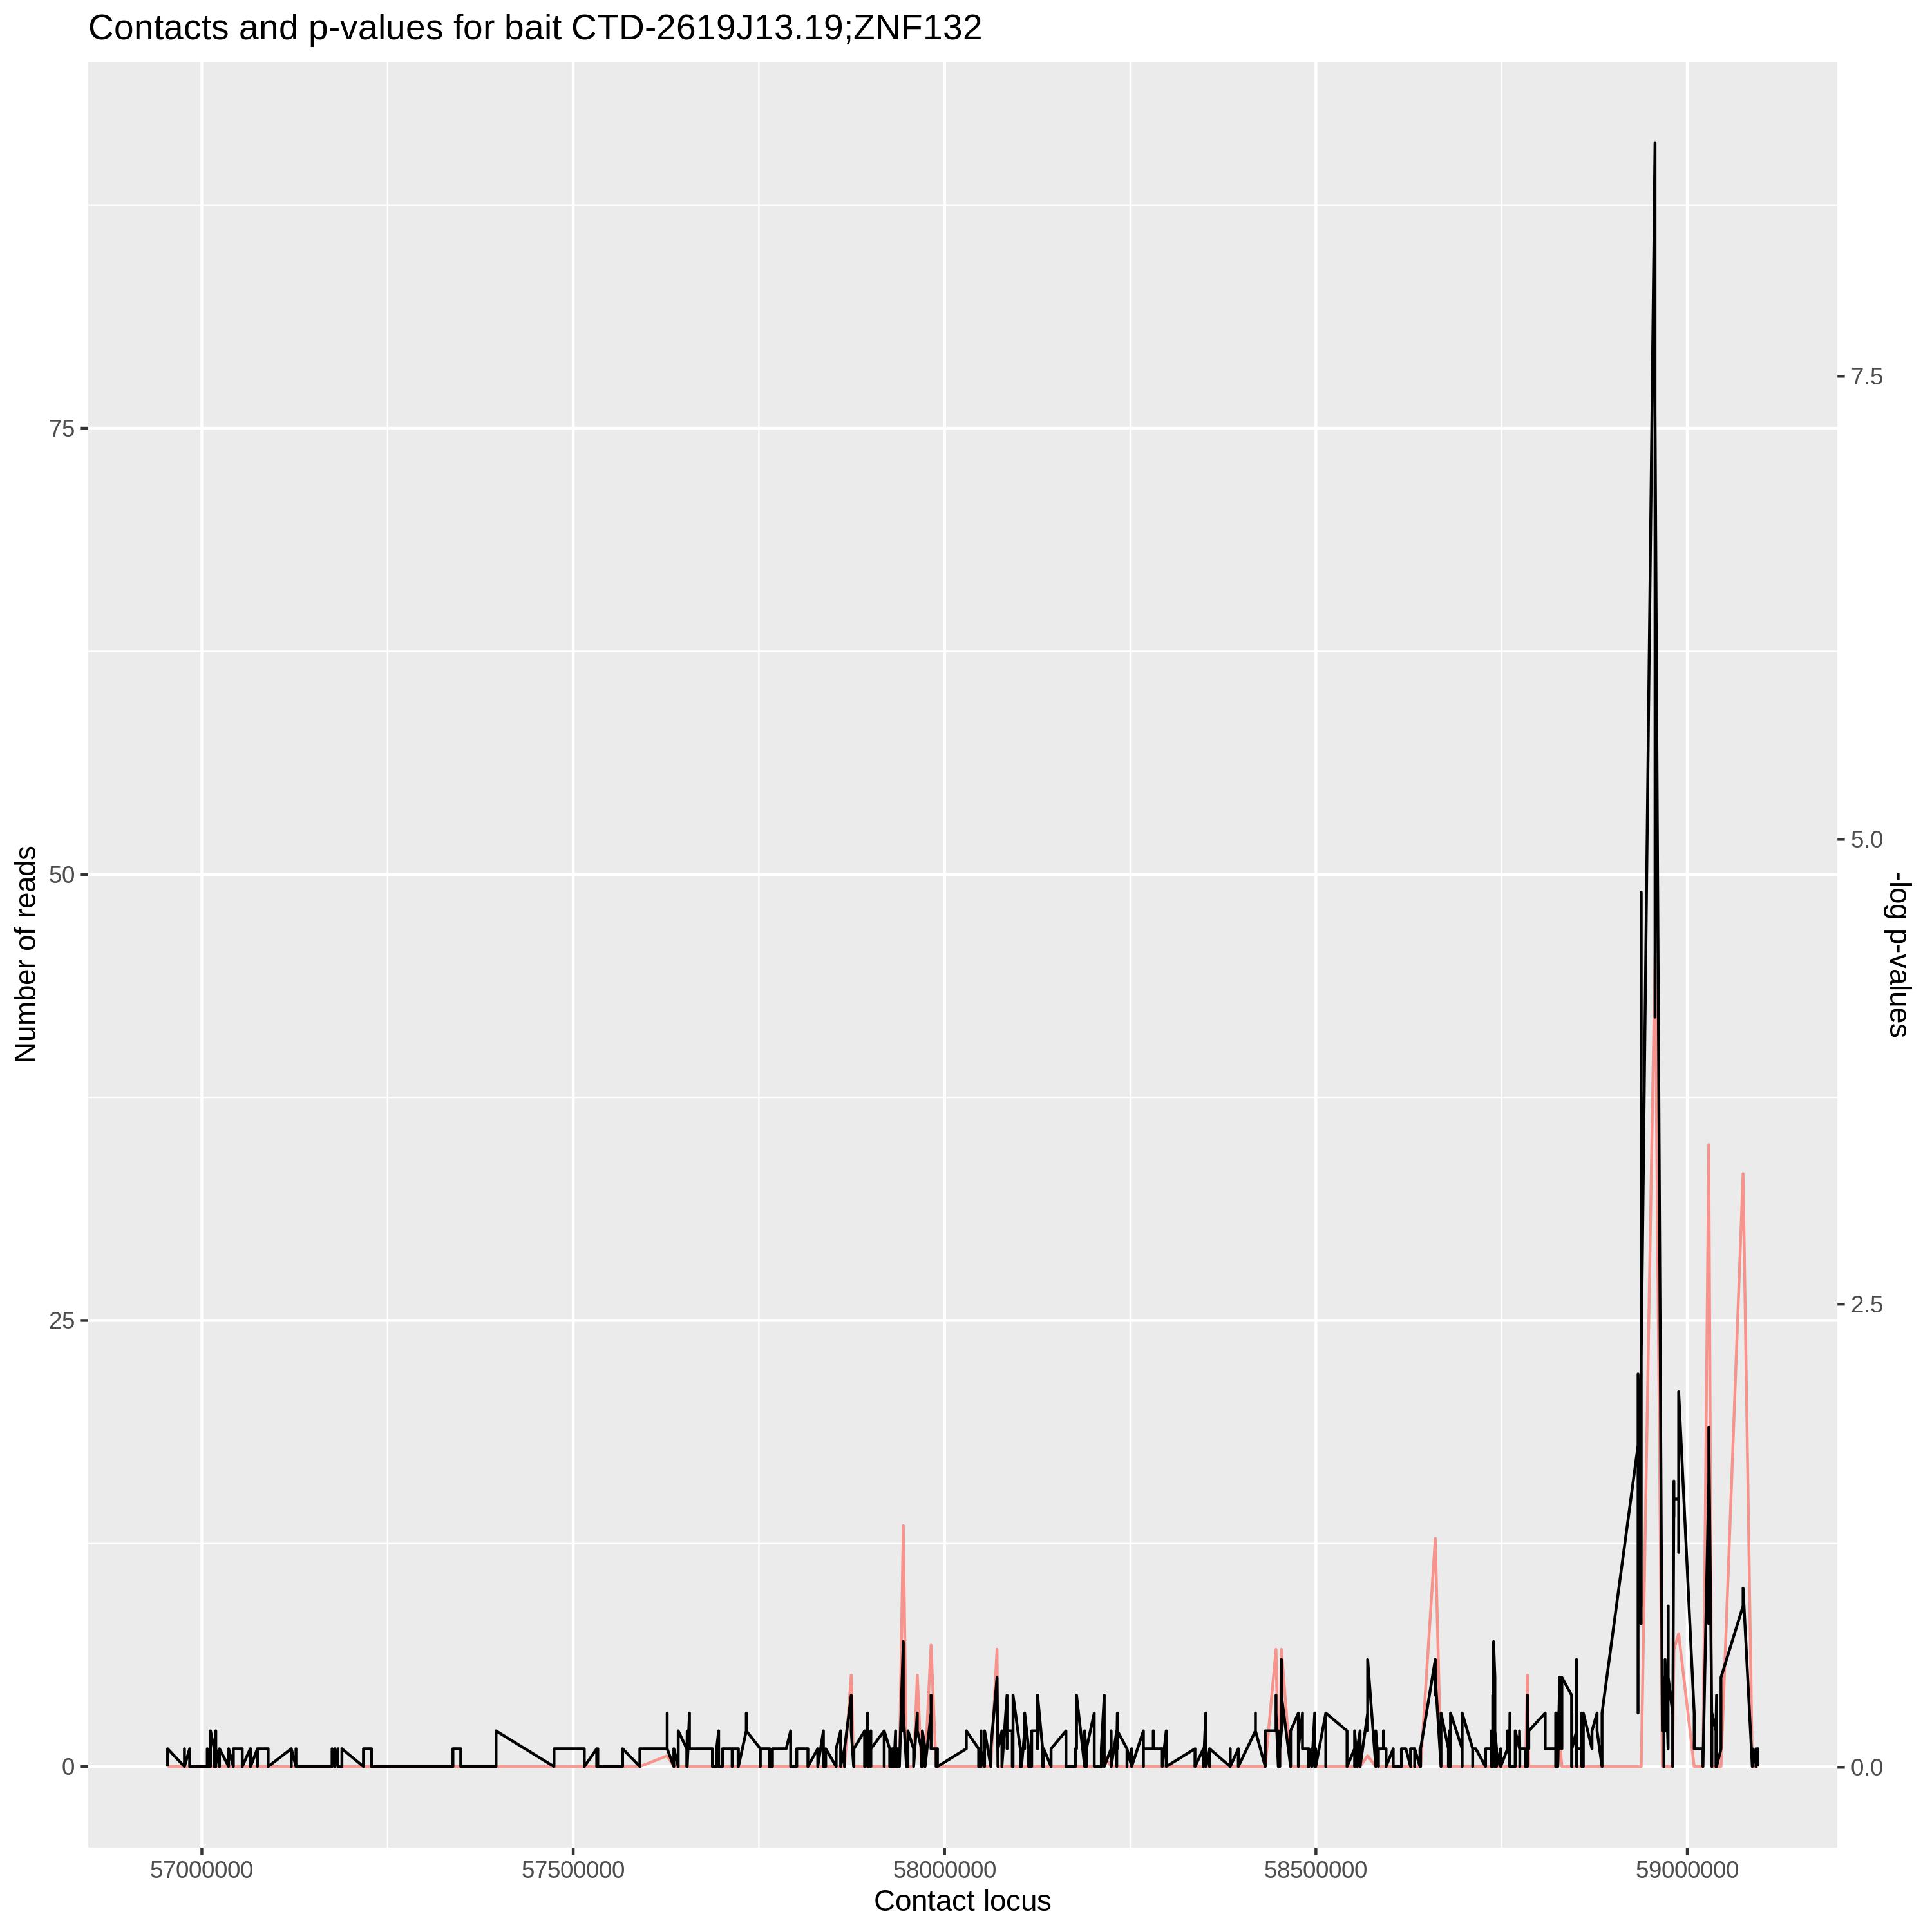 Contacts and p-values for bait CTD-2619J13.19;ZNF132
Number of reads
75
50
25
0
7.5
5.0
2.5
0.0
-log p-values
57000000 57500000 58000000 58500000 59000000
Contact locus